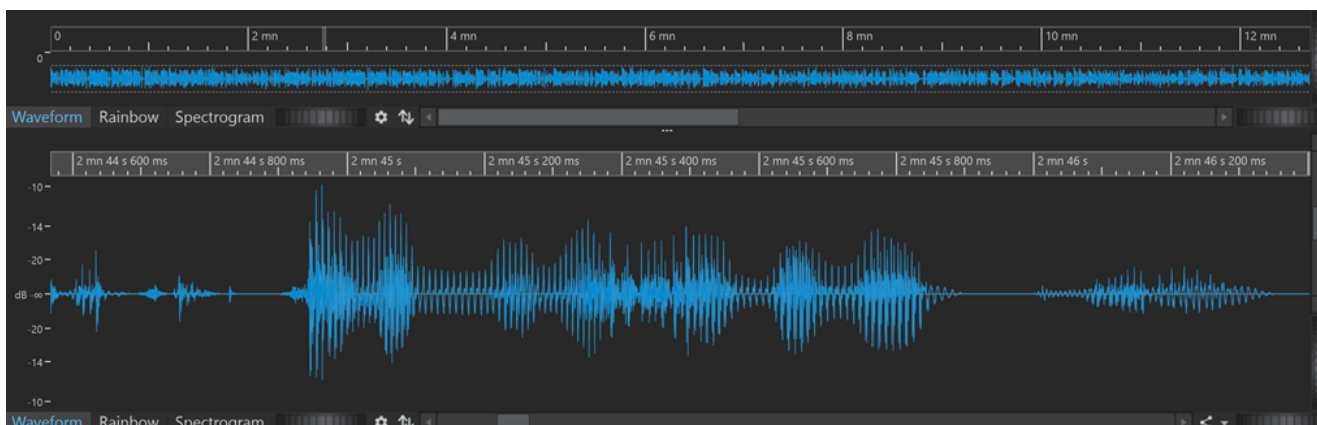 0 2 mn 4 mn 6 mn 8 mn 10 mn 12 mn
0
Waveform Rainbow Spectrogram
2 mn 44 s 600 ms 2 mn 44 s 800 ms 2 mn 45 s 2 mn 45 s 200 ms 2 mn 45 s 400 ms 2 mn 45 s 600 ms 2 mn 45 s 800 ms 2 mn 46 s 2 mn 46 s 200 ms
-10
-14
-20
dB -∞
-20
-14
-10
Waveform Rainbow Spectrogram